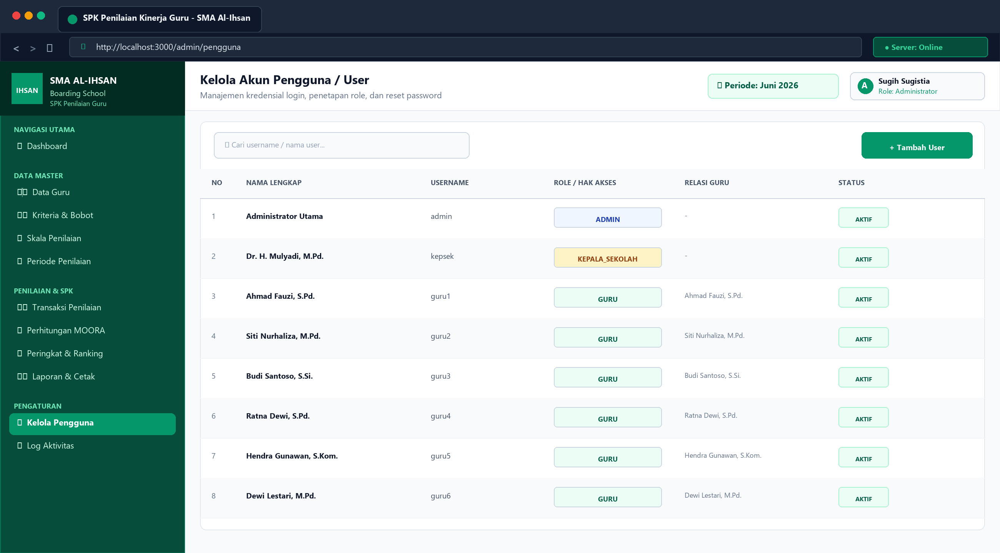 SPK Penilaian Kinerja Guru - SMA Al-Ihsan
< >
http://localhost:3000/admin/pengguna
● Server: Online
IHSAN
SMA AL-IHSAN
Boarding School
SPK Penilaian Guru
NAVIGASI UTAMA
Dashboard
DATA MASTER
Data Guru
Kriteria & Bobot
Skala Penilaian
Periode Penilaian
PENILAIAN & SPK
Transaksi Penilaian
Perhitungan MOORA
Peringkat & Ranking
Laporan & Cetak
PENGATURAN
Kelola Pengguna
Log Aktivitas
Kelola Akun Pengguna / User
Manajemen kredensial login, penetapan role, dan reset password
Periode: Juni 2026
A
Sugih Sugistia
Role: Administrator
Cari username / nama user...
+ Tambah User
NO NAMA LENGKAP USERNAME ROLE / HAK AKSES RELASI GURU STATUS
1 Administrator Utama admin ADMIN - AKTIF
2 Dr. H. Mulyadi, M.Pd. kepsek KEPALA_SEKOLAH - AKTIF
3 Ahmad Fauzi, S.Pd. guru1 GURU Ahmad Fauzi, S.Pd. AKTIF
4 Siti Nurhaliza, M.Pd. guru2 GURU Siti Nurhaliza, M.Pd. AKTIF
5 Budi Santoso, S.Si. guru3 GURU Budi Santoso, S.Si. AKTIF
6 Ratna Dewi, S.Pd. guru4 GURU Ratna Dewi, S.Pd. AKTIF
7 Hendra Gunawan, S.Kom. guru5 GURU Hendra Gunawan, S.Kom. AKTIF
8 Dewi Lestari, M.Pd. guru6 GURU Dewi Lestari, M.Pd. AKTIF